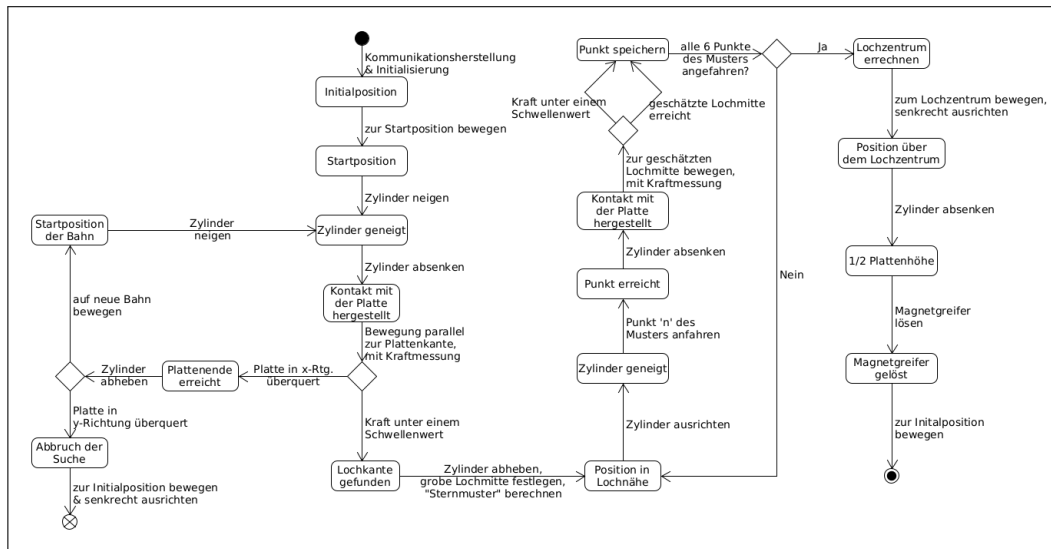 Kommunikationsherstellung
& Initialisierung
Initialposition
zur Startposition bewegen
Startposition
Zylinder neigen
Startposition
der Bahn
Zylinder
neigen
Zylinder geneigt
Zylinder absenken
Kontakt mit
der Platte
hergestellt
auf neue Bahn
bewegen
Bewegung parallel
zur Plattenkante,
mit Kraftmessung
Zylinder
abheben
Plattenende
erreicht
Platte in x-Rtg.
überquert
Platte in
y-Richtung überquert
Abbruch der
Suche
zur Initialposition bewegen
& senkrecht ausrichten
Kraft unter einem
Schwellenwert
Lochkante
gefunden
Zylinder abheben,
grobe Lochmitte festlegen,
"Sternmuster" berechnen
Position in
Lochnähe
Zylinder ausrichten
Zylinder geneigt
Punkt 'n' des
Musters anfahren
Punkt erreicht
Zylinder absenken
Kontakt mit
der Platte
hergestellt
zur geschätzten
Lochmitte bewegen,
mit Kraftmessung
Kraft unter einem
Schwellenwert
geschätzte Lochmitte
erreicht
Punkt speichern
alle 6 Punkte
des Musters
angefahren?
Nein
Ja
Lochzentrum
errechnen
zum Lochzentrum bewegen,
senkrecht ausrichten
Position über
dem Lochzentrum
Zylinder absenken
1/2 Plattenhöhe
Magnetgreifer
lösen
Magnetgreifer
gelöst
zur Initalposition
bewegen